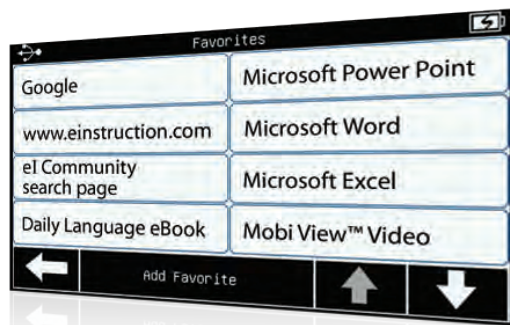 Favorites
Google
Microsoft Power Point
www.einstruction.com
Microsoft Word
eI Community
search page
Microsoft Excel
Daily Language eBook
Mobi View™ Video
Add Favorite